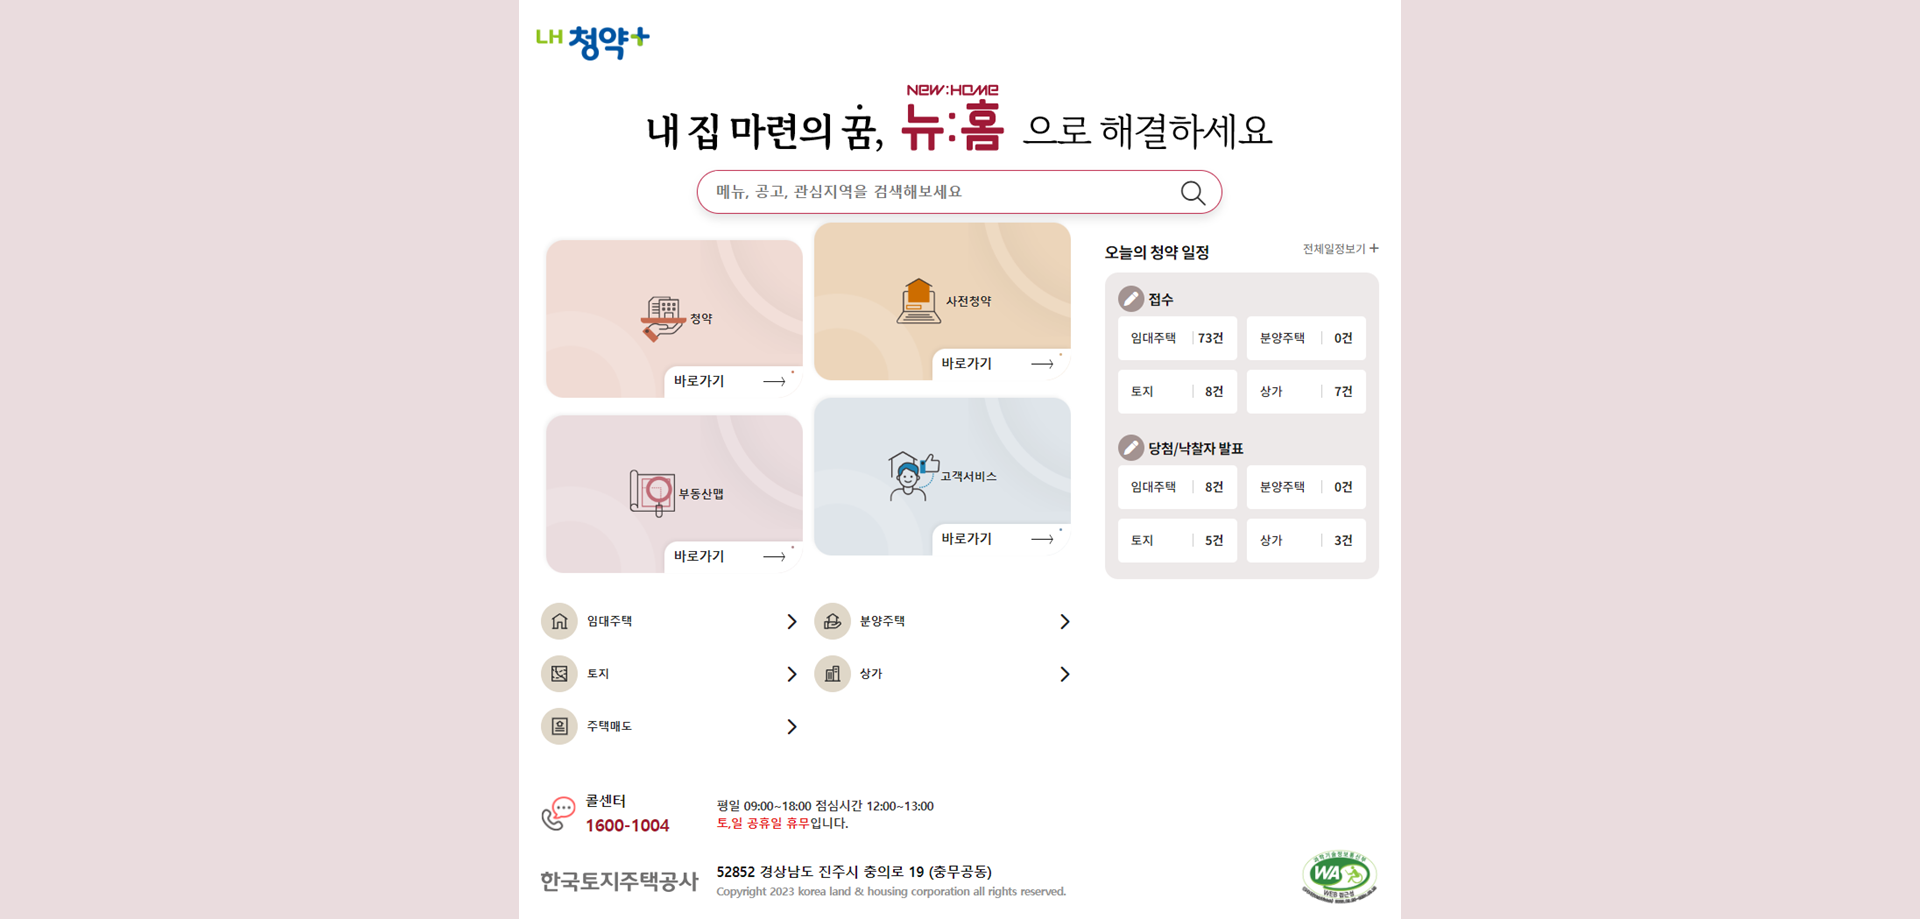 LH 청약+
NEW:HOME
내 집 마련의 꿈, 뉴:홈 으로 해결하세요
메뉴, 공고, 관심지역을 검색해보세요
청약
바로가기
사전청약
바로가기
부동산맵
바로가기
고객서비스
바로가기
오늘의 청약 일정
전체일정보기 +
접수
임대주택 73건
분양주택 0건
토지 8건
상가 7건
당첨/낙찰자 발표
임대주택 8건
분양주택 0건
토지 5건
상가 3건
임대주택
분양주택
토지
상가
주택매도
콜센터
1600-1004
평일 09:00~18:00 점심시간 12:00~13:00
토,일 공휴일 휴무입니다.
한국토지주택공사
52852 경상남도 진주시 충의로 19 (충무공동)
Copyright 2023 korea land & housing corporation all rights reserved.
과학기술정보통신부
WA
WEB 접근성